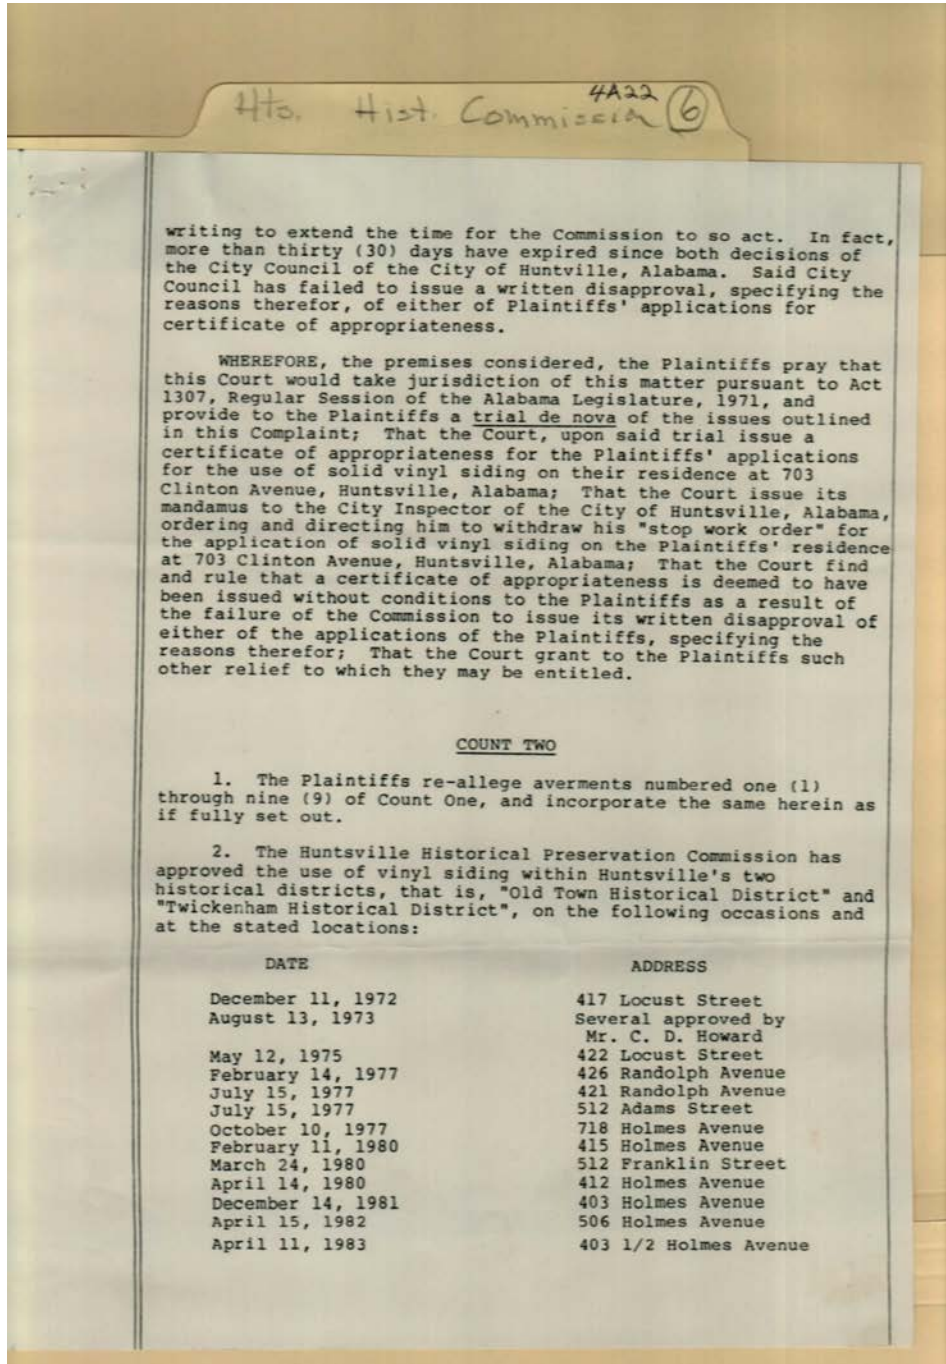 4A22
Hts. Hist. Commission 6
writing to extend the time for the Commission to so act. In fact,
more than thirty (30) days have expired since both decisions of
the City Council of the City of Huntville, Alabama. Said City
Council has failed to issue a written disapproval, specifying the
reasons therefor, of either of Plaintiffs' applications for
certificate of appropriateness.
WHEREFORE, the premises considered, the Plaintiffs pray that
this Court would take jurisdiction of this matter pursuant to Act
1307, Regular Session of the Alabama Legislature, 1971, and
provide to the Plaintiffs a trial de nova of the issues outlined
in this Complaint; That the Court, upon said trial issue a
certificate of appropriateness for the Plaintiffs' applications
for the use of solid vinyl siding on their residence at 703
Clinton Avenue, Huntsville, Alabama; That the Court issue its
mandamus to the City Inspector of the City of Huntsville, Alabama,
ordering and directing him to withdraw his "stop work order" for
the application of solid vinyl siding on the Plaintiffs' residence
at 703 Clinton Avenue, Huntsville, Alabama; That the Court find
and rule that a certificate of appropriateness is deemed to have
been issued without conditions to the Plaintiffs as a result of
the failure of the Commission to issue its written disapproval of
either of the applications of the Plaintiffs, specifying the
reasons therefor; That the Court grant to the Plaintiffs such
other relief to which they may be entitled.
COUNT TWO
1. The Plaintiffs re-allege averments numbered one (1)
through nine (9) of Count One, and incorporate the same herein as
if fully set out.
2. The Huntsville Historical Preservation Commission has
approved the use of vinyl siding within Huntsville's two
historical districts, that is, "Old Town Historical District" and
"Twickenham Historical District", on the following occasions and
at the stated locations:
DATE ADDRESS
December 11, 1972 417 Locust Street
August 13, 1973 Several approved by
Mr. C. D. Howard
May 12, 1975 422 Locust Street
February 14, 1977 426 Randolph Avenue
July 15, 1977 421 Randolph Avenue
July 15, 1977 512 Adams Street
October 10, 1977 718 Holmes Avenue
February 11, 1980 415 Holmes Avenue
March 24, 1980 512 Franklin Street
April 14, 1980 412 Holmes Avenue
December 14, 1981 403 Holmes Avenue
April 15, 1982 506 Holmes Avenue
April 11, 1983 403 1/2 Holmes Avenue